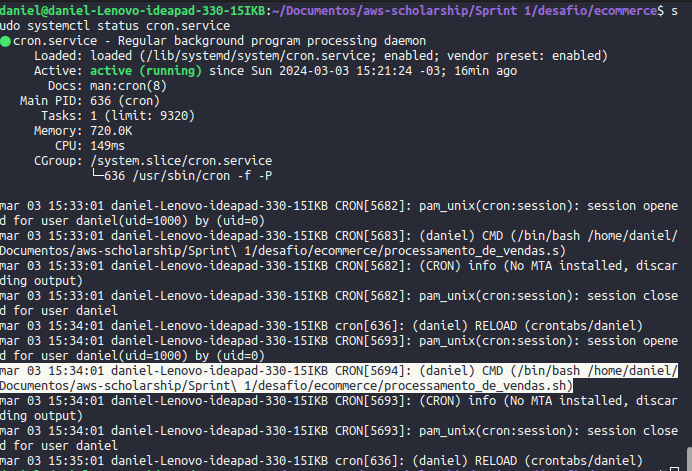 daniel@daniel-Lenovo-ideapad-330-15IKB:~/Documentos/aws-scholarship/Sprint 1/desafio/ecommerce$ s
udo systemctl status cron.service
● cron.service - Regular background program processing daemon
Loaded: loaded (/lib/systemd/system/cron.service; enabled; vendor preset: enabled)
Active: active (running) since Sun 2024-03-03 15:21:24 -03; 16min ago
Docs: man:cron(8)
Main PID: 636 (cron)
Tasks: 1 (limit: 9320)
Memory: 720.0K
CPU: 149ms
CGroup: /system.slice/cron.service
└─636 /usr/sbin/cron -f -P
mar 03 15:33:01 daniel-Lenovo-ideapad-330-15IKB CRON[5682]: pam_unix(cron:session): session opene
d for user daniel(uid=1000) by (uid=0)
mar 03 15:33:01 daniel-Lenovo-ideapad-330-15IKB CRON[5683]: (daniel) CMD (/bin/bash /home/daniel/
Documentos/aws-scholarship/Sprint\ 1/desafio/ecommerce/processamento_de_vendas.s)
mar 03 15:33:01 daniel-Lenovo-ideapad-330-15IKB CRON[5682]: (CRON) info (No MTA installed, discar
ding output)
mar 03 15:33:01 daniel-Lenovo-ideapad-330-15IKB CRON[5682]: pam_unix(cron:session): session close
d for user daniel
mar 03 15:34:01 daniel-Lenovo-ideapad-330-15IKB cron[636]: (daniel) RELOAD (crontabs/daniel)
mar 03 15:34:01 daniel-Lenovo-ideapad-330-15IKB CRON[5693]: pam_unix(cron:session): session opene
d for user daniel(uid=1000) by (uid=0)
mar 03 15:34:01 daniel-Lenovo-ideapad-330-15IKB CRON[5694]: (daniel) CMD (/bin/bash /home/daniel/
Documentos/aws-scholarship/Sprint\ 1/desafio/ecommerce/processamento_de_vendas.sh)
mar 03 15:34:01 daniel-Lenovo-ideapad-330-15IKB CRON[5693]: (CRON) info (No MTA installed, discar
ding output)
mar 03 15:34:01 daniel-Lenovo-ideapad-330-15IKB CRON[5693]: pam_unix(cron:session): session close
d for user daniel
mar 03 15:35:01 daniel-Lenovo-ideapad-330-15IKB cron[636]: (daniel) RELOAD (crontabs/daniel)